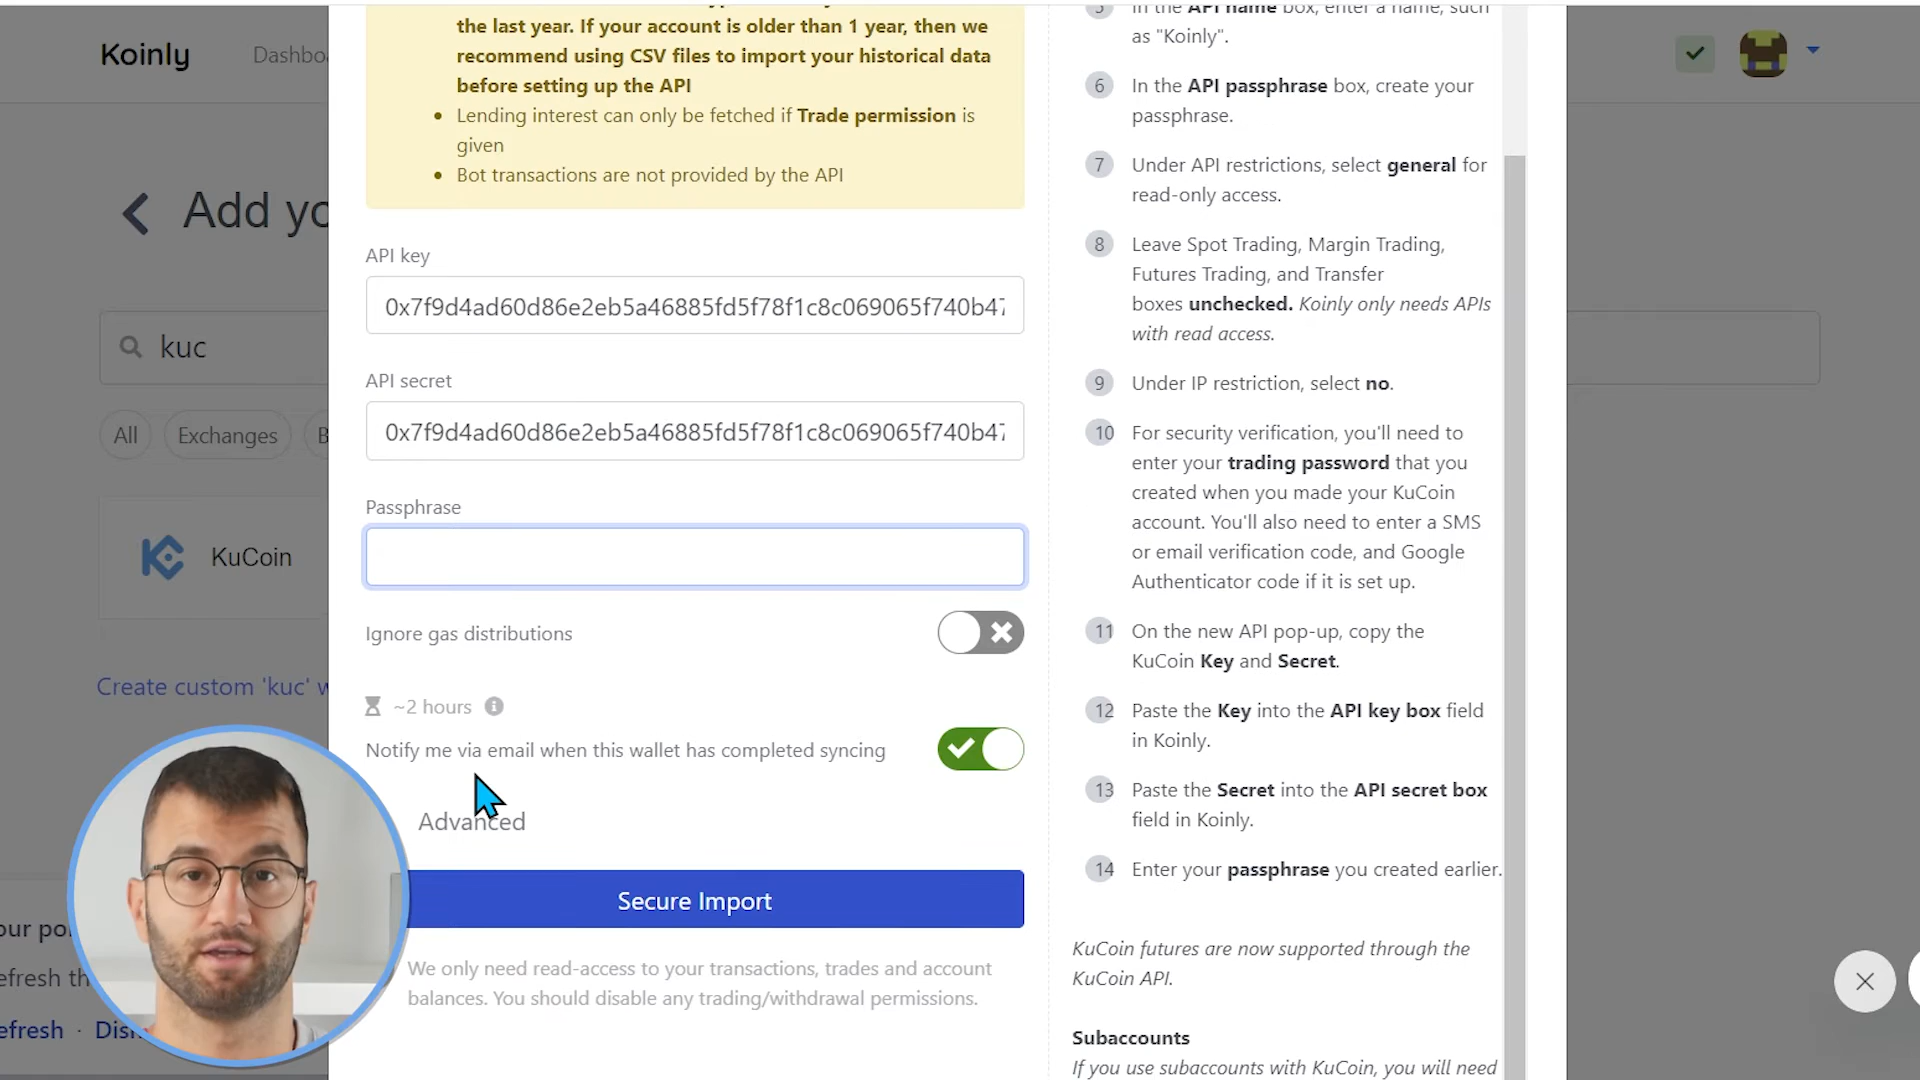 Koinly
Add yo
kuc
All
Exchanges
KuCoin
Create custom 'kuc'
the last year. If your account is older than 1 year, then we
recommend using CSV files to import your historical data
before setting up the API
• Lending interest can only be fetched if Trade permission is
given
• Bot transactions are not provided by the API
API key
0x7f9d4ad60d86e2eb5a46885fd5f78f1c8c069065f740b47
API secret
0x7f9d4ad60d86e2eb5a46885fd5f78f1c8c069065f740b47
Passphrase
Ignore gas distributions
~2 hours
Notify me via email when this wallet has completed syncing
Advanced
Secure Import
We only need read-access to your transactions, trades and account
balances. You should disable any trading/withdrawal permissions.
5 In the API name box, enter a name, such
as "Koinly".
6 In the API passphrase box, create your
passphrase.
7 Under API restrictions, select general for
read-only access.
8 Leave Spot Trading, Margin Trading,
Futures Trading, and Transfer
boxes unchecked. Koinly only needs APIs
with read access.
9 Under IP restriction, select no.
10 For security verification, you'll need to
enter your trading password that you
created when you made your KuCoin
account. You'll also need to enter a SMS
or email verification code, and Google
Authenticator code if it is set up.
11 On the new API pop-up, copy the
KuCoin Key and Secret.
12 Paste the Key into the API key box field
in Koinly.
13 Paste the Secret into the API secret box
field in Koinly.
14 Enter your passphrase you created earlier.
KuCoin futures are now supported through the
KuCoin API.
Subaccounts
If you use subaccounts with KuCoin, you will need